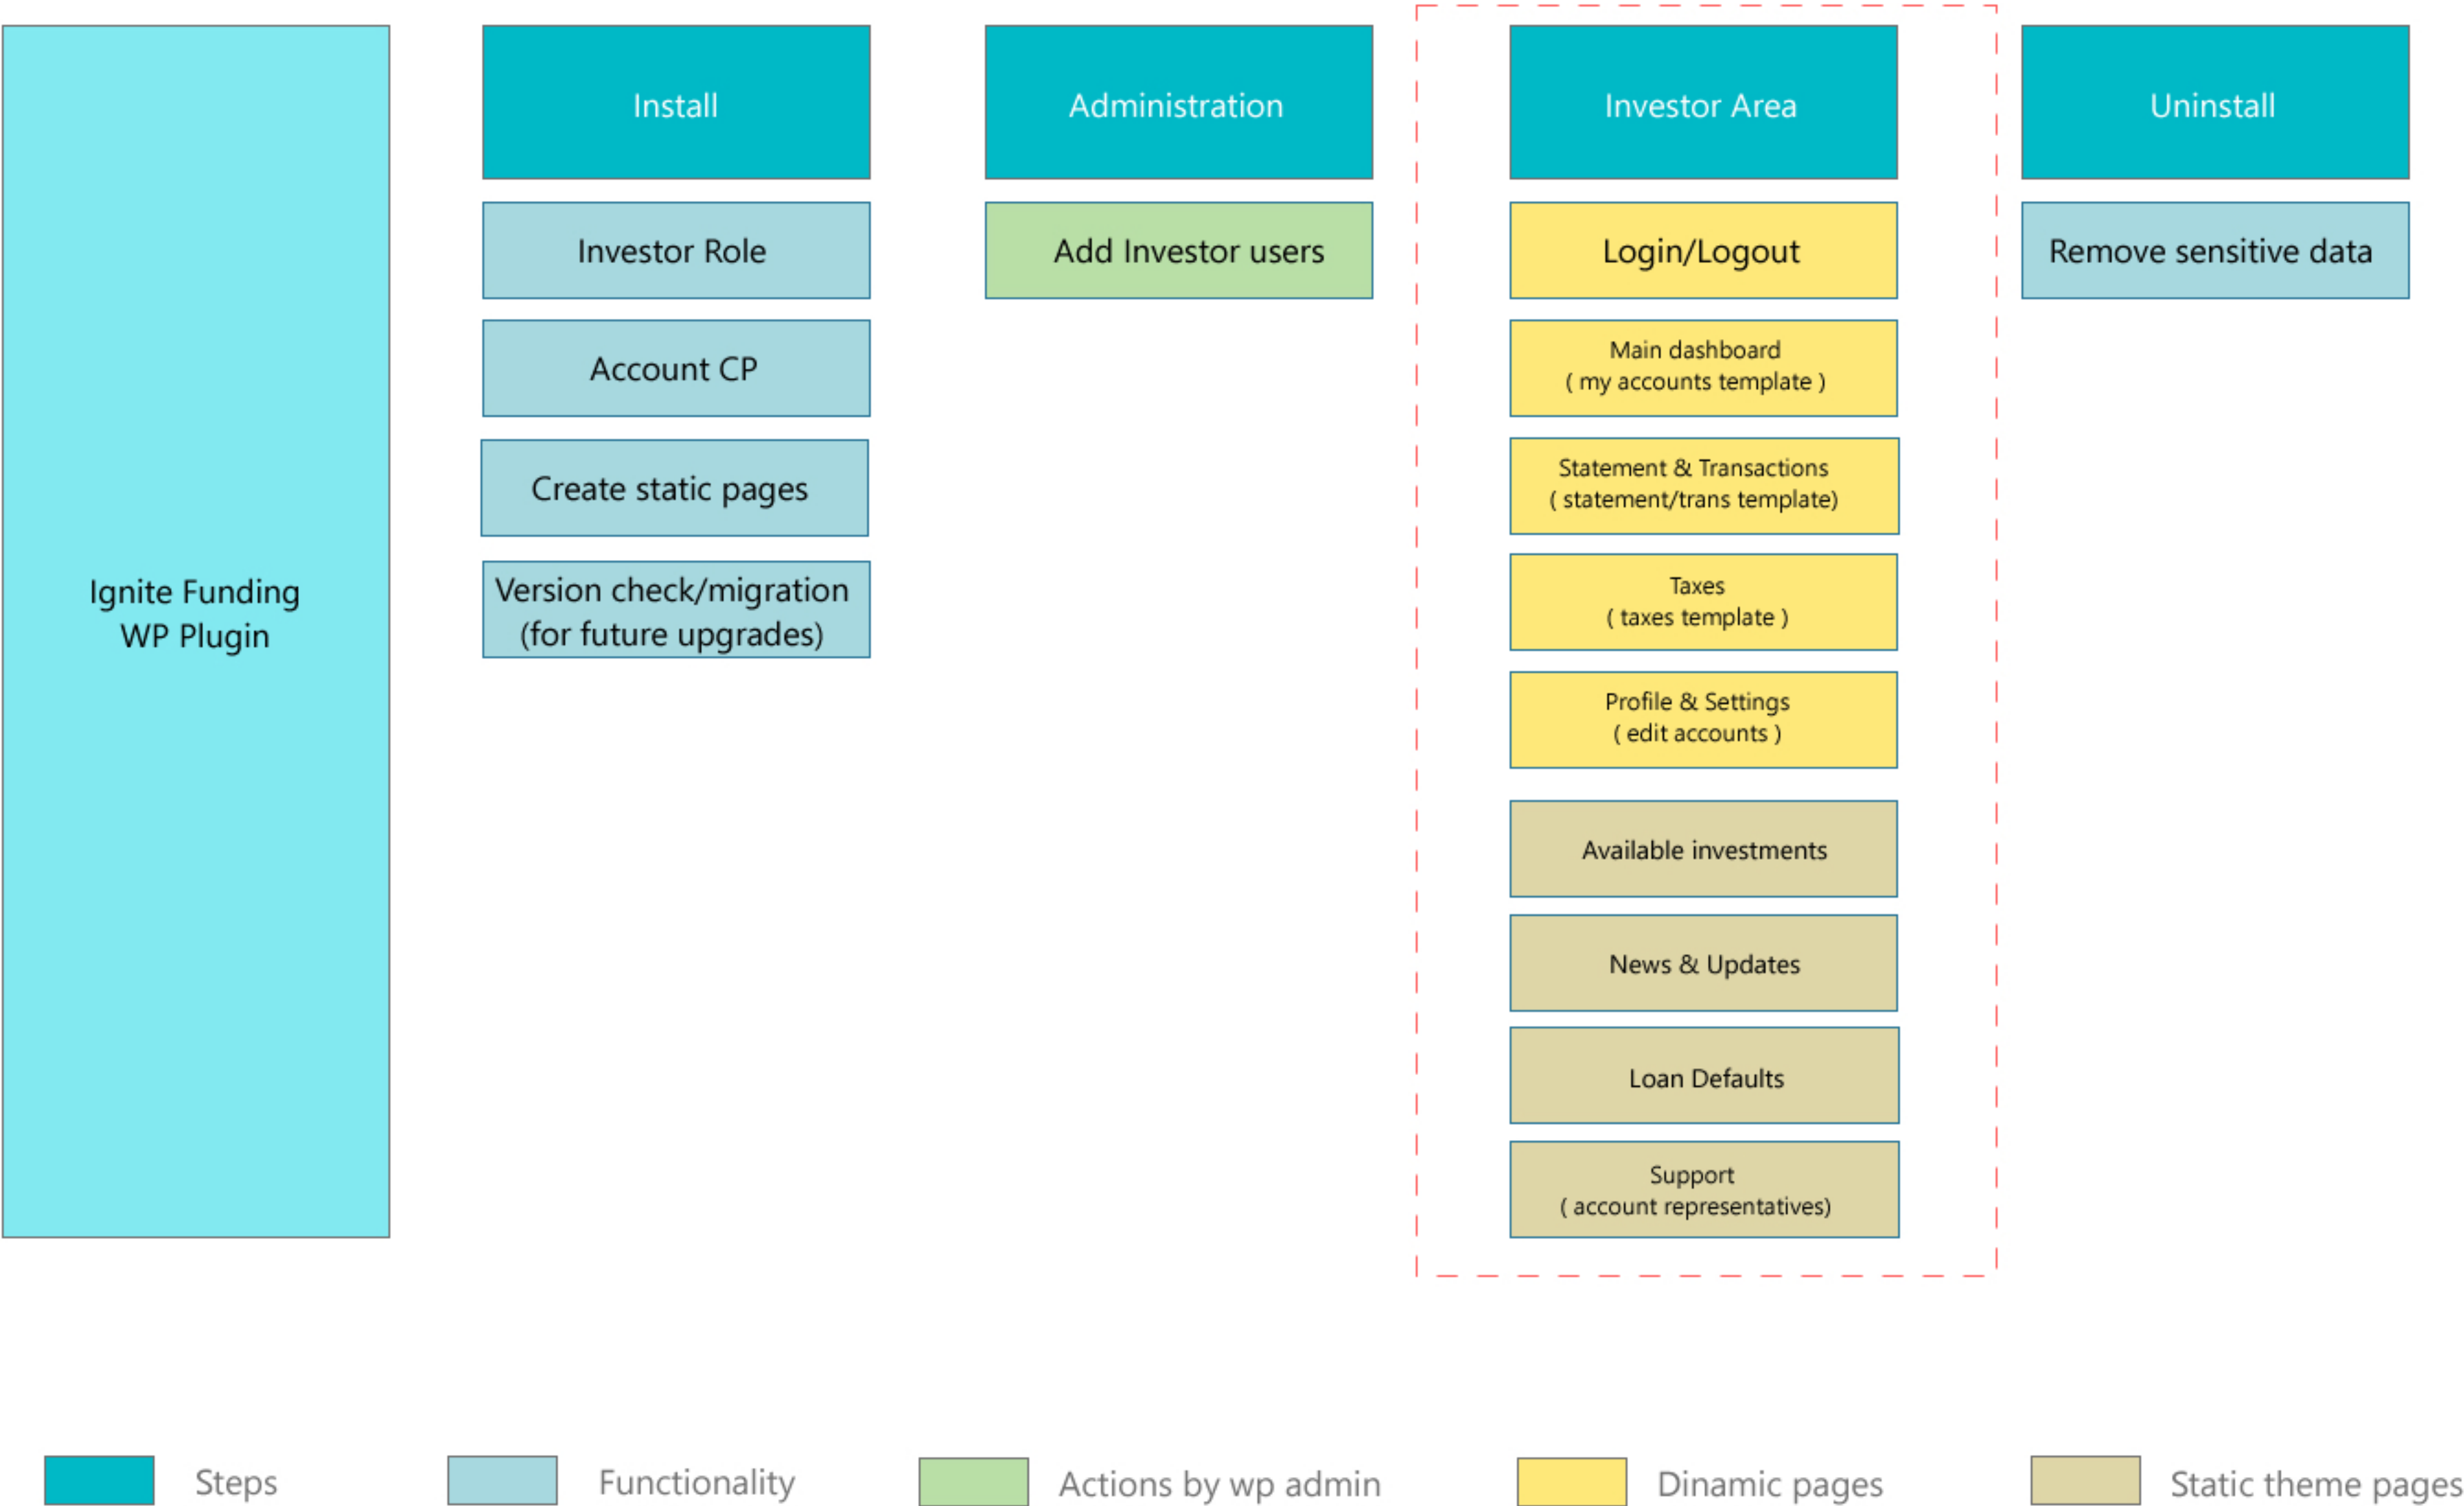 Ignite Funding
WP Plugin
Install
Investor Role
Account CP
Create static pages
Version check/migration
(for future upgrades)
Administration
Add Investor users
Investor Area
Login/Logout
Main dashboard
( my accounts template )
Statement & Transactions
( statement/trans template)
Taxes
( taxes template )
Profile & Settings
( edit accounts )
Available investments
News & Updates
Loan Defaults
Support
( account representatives)
Uninstall
Remove sensitive data
Steps
Functionality
Actions by wp admin
Dinamic pages
Static theme pages